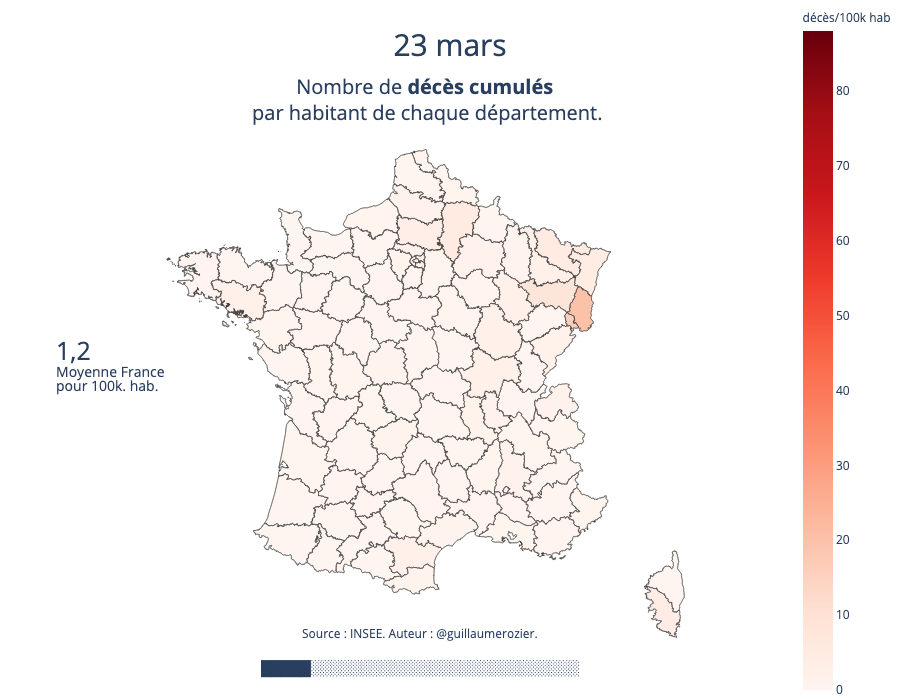 décès/100k hab
23 mars
Nombre de décès cumulés
par habitant de chaque département.
80
70
60
50
40
30
20
10
0
1,2
Moyenne France
pour 100k. hab.
Source : INSEE. Auteur : @guillaumerozier.